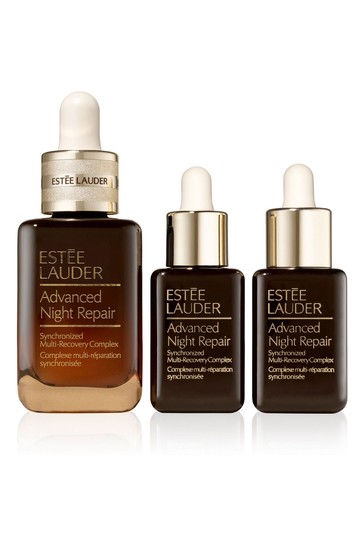 ESTĒE LAUDER
ESTĒE
LAUDER
Advanced
Night Repair
Synchronized
Multi-Recovery Complex
Complexe multi-réparation
synchronisée
ESTĒE
LAUDER
Advanced
Night Repair
Synchronized
Multi-Recovery Complex
Complexe multi-réparation
synchronisée
ESTĒE
LAUDER
Advanced
Night Repair
Synchronized
Multi-Recovery Complex
Complexe multi-réparation
synchronisée